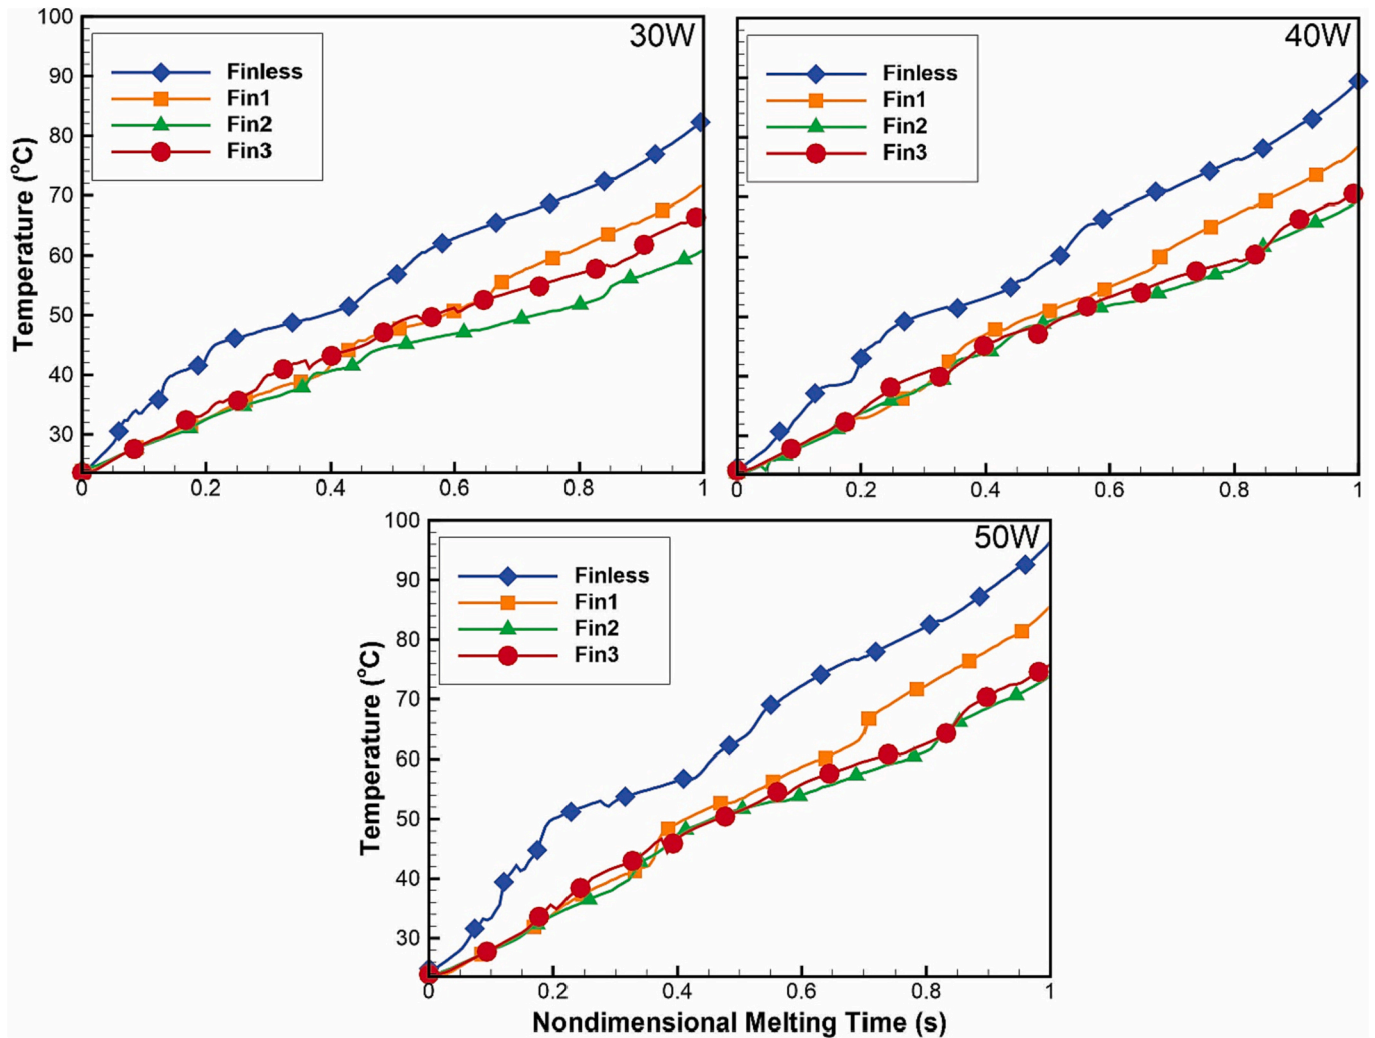 100
90
80
70
60
50
40
30
Temperature (°C)
30W
Finless
Fin1
Fin2
Fin3
0 0.2 0.4 0.6 0.8 1
40W
Finless
Fin1
Fin2
Fin3
0 0.2 0.4 0.6 0.8 1
100
90
80
70
60
50
40
30
Temperature (°C)
50W
Finless
Fin1
Fin2
Fin3
0 0.2 0.4 0.6 0.8 1
Nondimensional Melting Time (s)